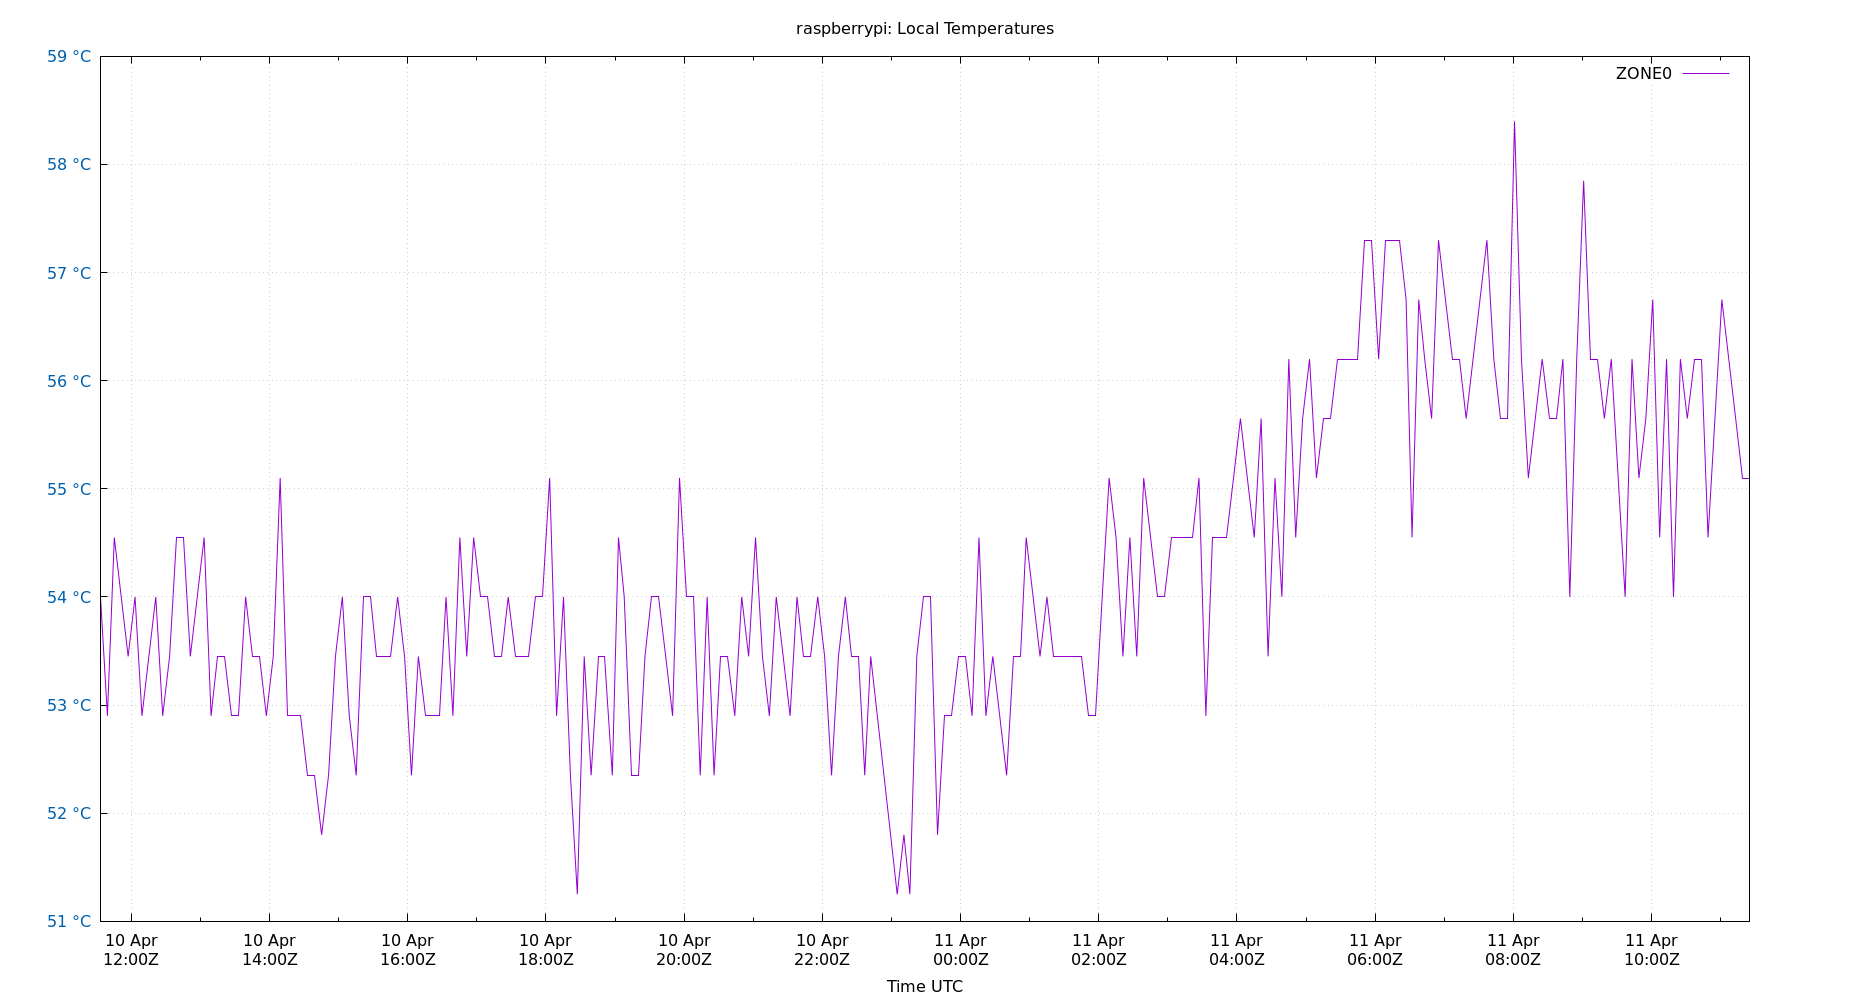 raspberrypi: Local Temperatures
59 °C
ZONE0
58 °C
57 °C
56 °C
55 °C
54 °C
53 °C
52 °C
51 °C
10 Apr 10 Apr 10 Apr 10 Apr 10 Apr 10 Apr 11 Apr 11 Apr 11 Apr 11 Apr 11 Apr 11 Apr
12:00Z 14:00Z 16:00Z 18:00Z 20:00Z 22:00Z 00:00Z 02:00Z 04:00Z 06:00Z 08:00Z 10:00Z
Time UTC